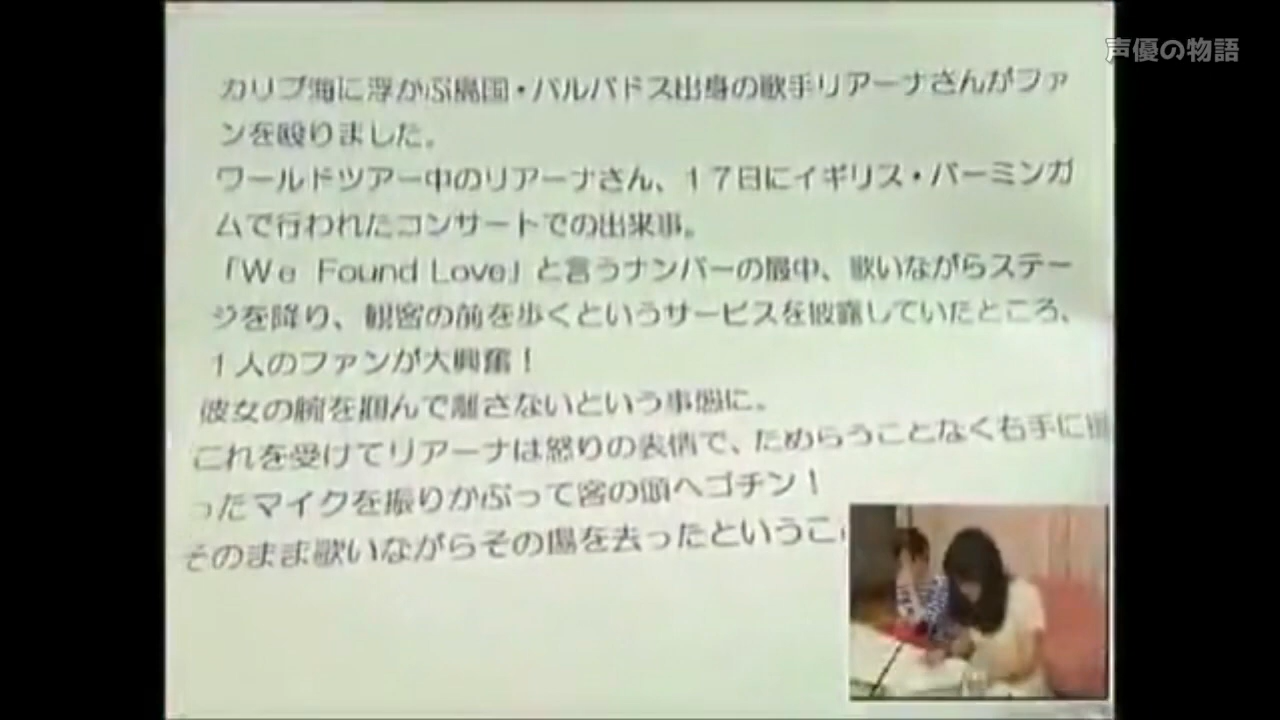 声優の物語
カリブ海に浮かぶ島国・バルバドス出身の歌手リアーナさんがファ
ンを殴りました。
ワールドツアー中のリアーナさん、１７日にイギリス・バーミンガ
ムで行われたコンサートでの出来事。
「Ｗｅ　Ｆｏｕｎｄ Ｌｏｖｅ」と言うナンバーの最中、歌いながらステー
ジを降り、観客の前を歩くというサービスを披露していたところ、
１人のファンが大興奮！
彼女の腕を掴んで離さないという事態に。
これを受けてリアーナは怒りの表情で、ためらうことなく右手に握
ったマイクを振りかぶって客の頭へゴチン！
そのまま歌いながらその場を去ったというこ